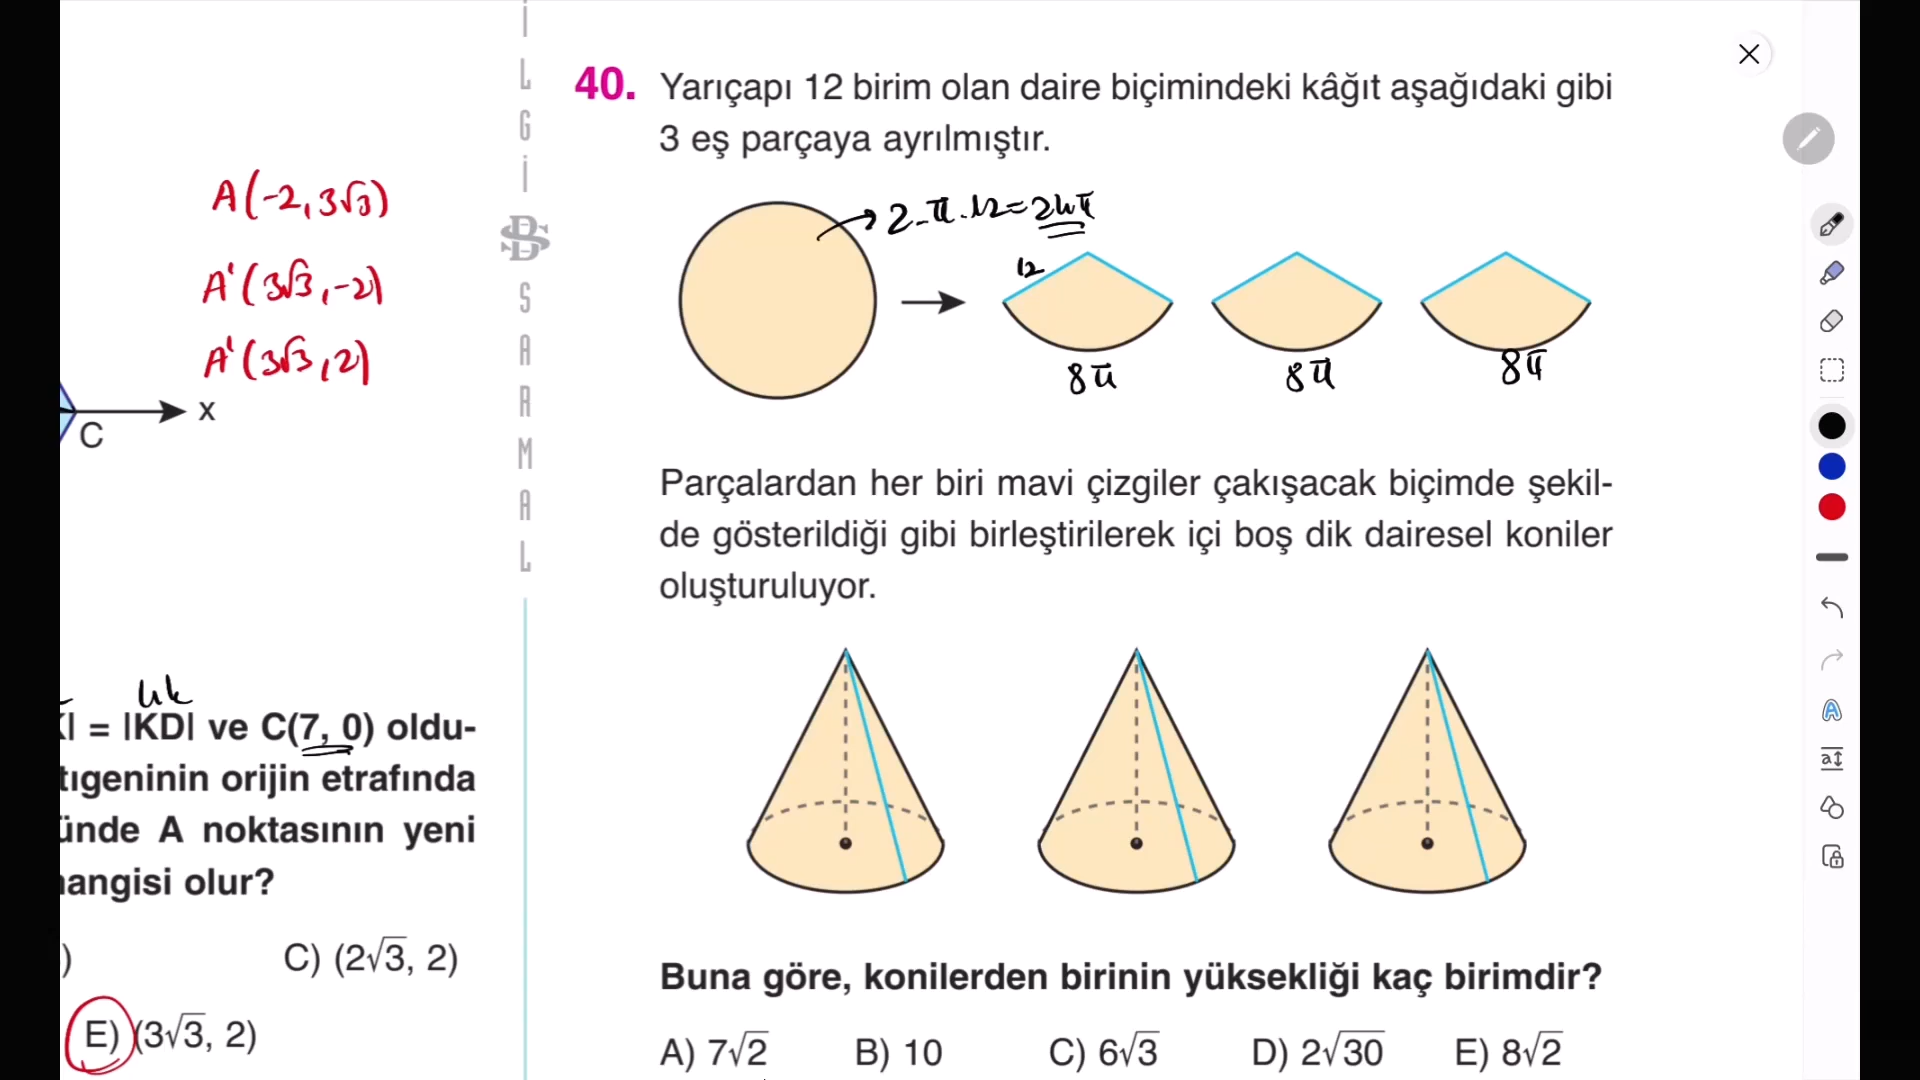 A(-2, 3√3)
A'(3√3, -2)
A'(3√3, 2)
x
C
4k
= |KD| ve C(7, 0) oldu-
tıgeninin orijin etrafında
ünde A noktasının yeni
hangisi olur?
) C) (2√3, 2)
E) (3√3, 2)
İ
L
G
İ
S
A
R
M
A
L
40. Yarıçapı 12 birim olan daire biçimindeki kâğıt aşağıdaki gibi
3 eş parçaya ayrılmıştır.
2.π.12=24π
12
8π 8π 8π
Parçalardan her biri mavi çizgiler çakışacak biçimde şekil-
de gösterildiği gibi birleştirilerek içi boş dik dairesel koniler
oluşturuluyor.
Buna göre, konilerden birinin yüksekliği kaç birimdir?
A) 7√2 B) 10 C) 6√3 D) 2√30 E) 8√2